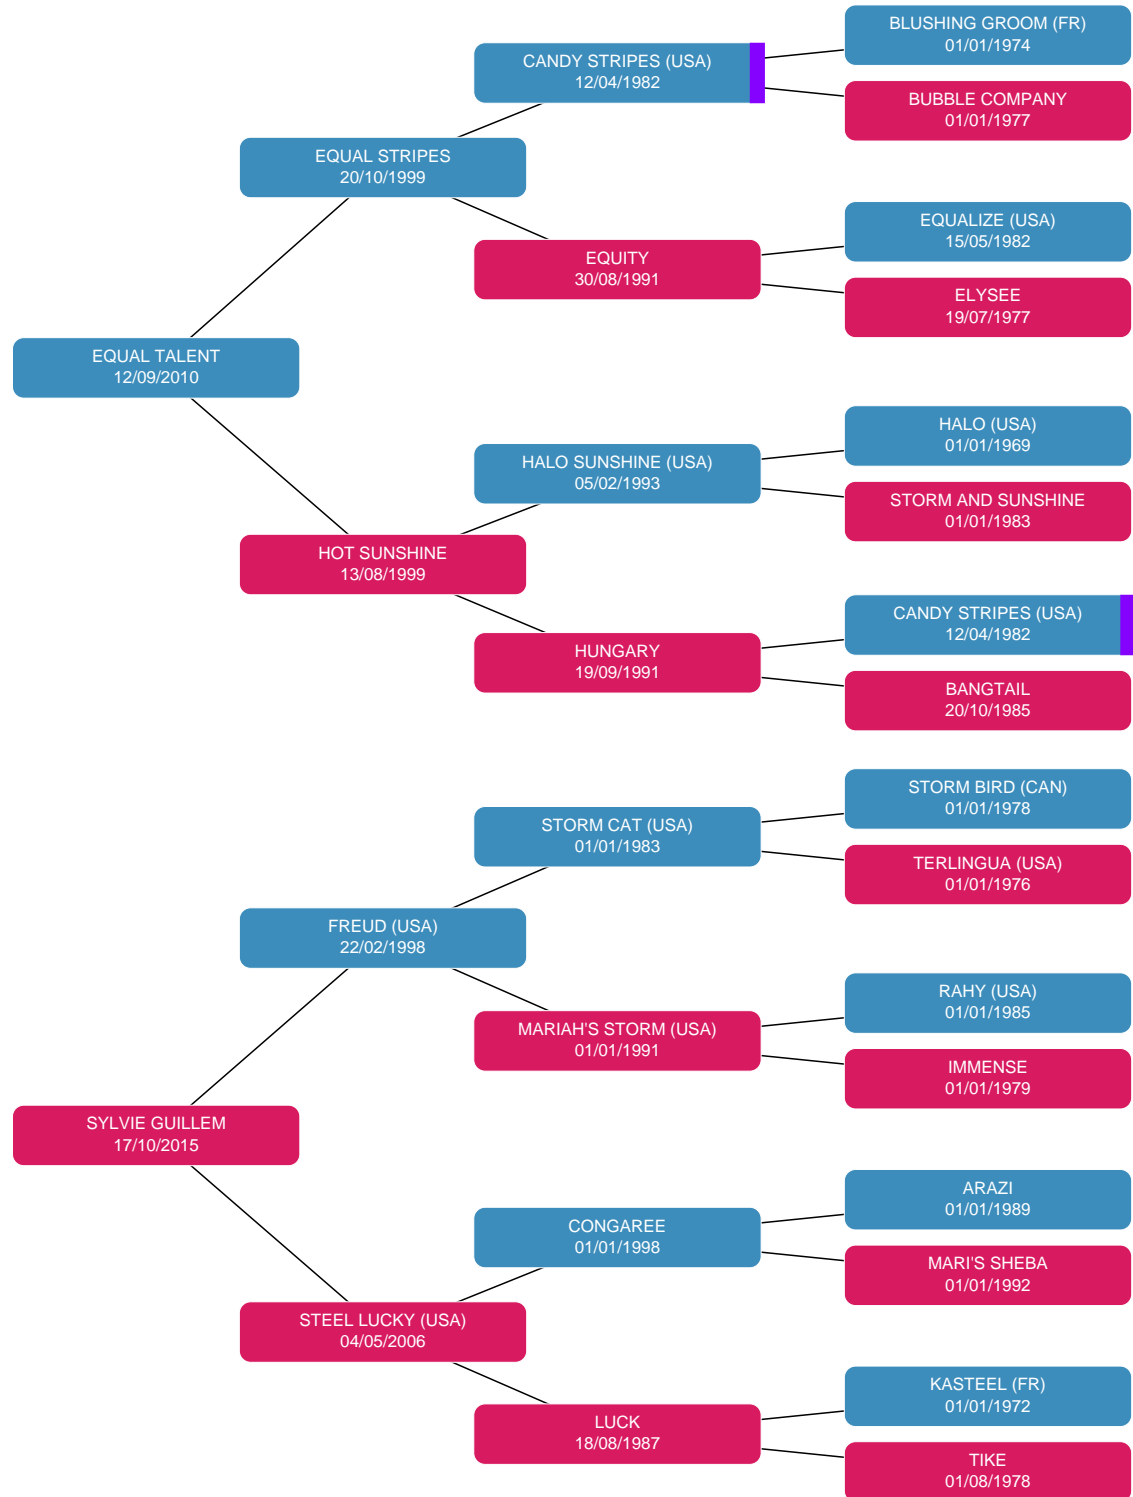 BLUSHING GROOM (FR)
01/01/1974
CANDY STRIPES (USA)
12/04/1982
BUBBLE COMPANY
01/01/1977
EQUAL STRIPES
20/10/1999
EQUALIZE (USA)
15/05/1982
EQUITY
30/08/1991
ELYSEE
19/07/1977
EQUAL TALENT
12/09/2010
HALO (USA)
01/01/1969
HALO SUNSHINE (USA)
05/02/1993
STORM AND SUNSHINE
01/01/1983
HOT SUNSHINE
13/08/1999
CANDY STRIPES (USA)
12/04/1982
HUNGARY
19/09/1991
BANGTAIL
20/10/1985
STORM BIRD (CAN)
01/01/1978
STORM CAT (USA)
01/01/1983
TERLINGUA (USA)
01/01/1976
FREUD (USA)
22/02/1998
RAHY (USA)
01/01/1985
MARIAH'S STORM (USA)
01/01/1991
IMMENSE
01/01/1979
SYLVIE GUILLEM
17/10/2015
ARAZI
01/01/1989
CONGAREE
01/01/1998
MARI'S SHEBA
01/01/1992
STEEL LUCKY (USA)
04/05/2006
KASTEEL (FR)
01/01/1972
LUCK
18/08/1987
TIKE
01/08/1978